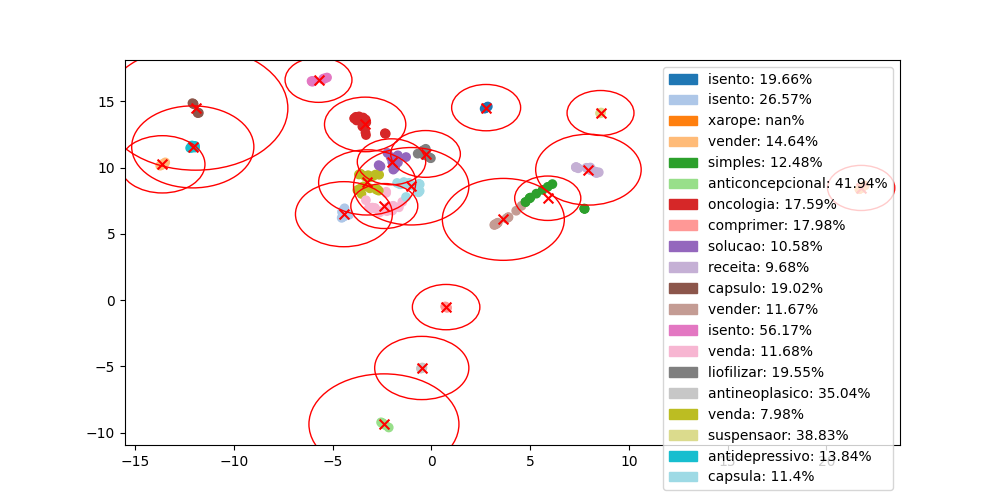 15
10
5
0
−5
−10
−15
−10
−5
0
5
10
15
20
isento: 19.66%
isento: 26.57%
xarope: nan%
vender: 14.64%
simples: 12.48%
anticoncepcional: 41.94%
oncologia: 17.59%
comprimer: 17.98%
solucao: 10.58%
receita: 9.68%
capsulo: 19.02%
vender: 11.67%
isento: 56.17%
venda: 11.68%
liofilizar: 19.55%
antineoplasico: 35.04%
venda: 7.98%
suspensaor: 38.83%
antidepressivo: 13.84%
capsula: 11.4%